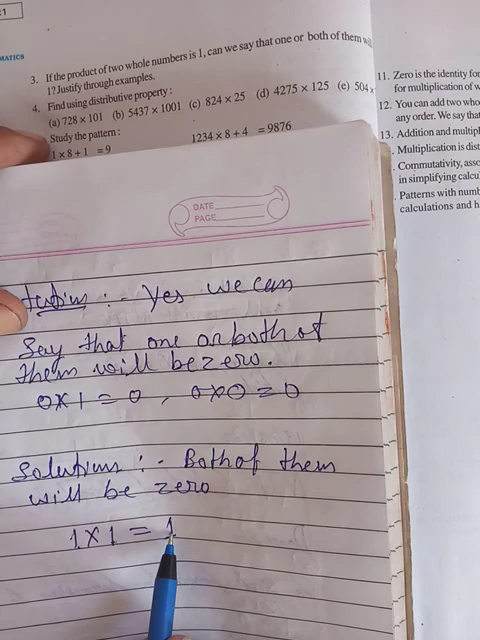 21
MATICS
3. If the product of two whole numbers is 1, can we say that one or both of them will
1? Justify through examples.
4. Find using distributive property :
(a) 728 × 101 (b) 5437 × 1001 (c) 824 × 25 (d) 4275 × 125 (e) 504 ×
Study the pattern :
1 × 8 + 1 = 9
1234 × 8 + 4 = 9876
11. Zero is the identity for
for multiplication of w
12. You can add two who
any order. We say that
13. Addition and multipl
Multiplication is dist
Commutativity, asso
in simplifying calcu
Patterns with numb
calculations and h
DATE
PAGE
:- Yes we can
Say that one or both of
them will be zero.
0×1 = 0 , 0×0 = 0
Solutions :- Both of them
will be zero
1×1 = 1